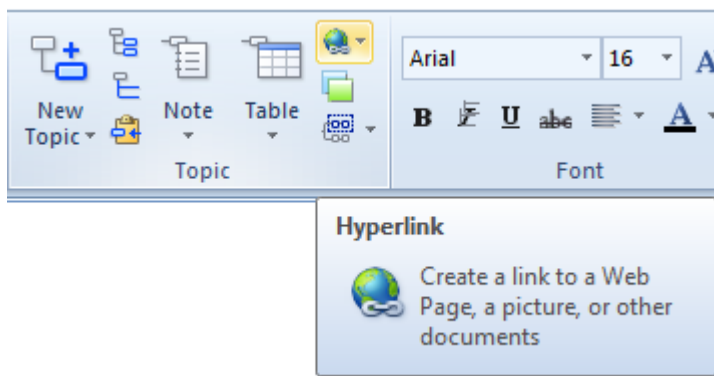 Arial 16 A
New Topic Note Table
B F U abc A
Topic Font
Hyperlink
Create a link to a Web
Page, a picture, or other
documents